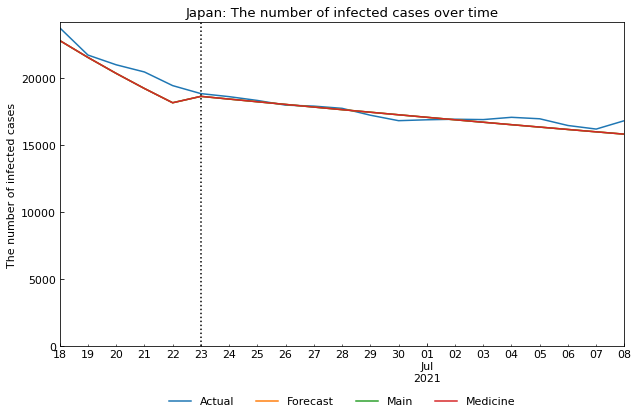 Japan: The number of infected cases over time
The number of infected cases
20000
15000
10000
5000
0
18 19 20 21 22 23 24 25 26 27 28 29 30 01 02 03 04 05 06 07 08
Jul
2021
Actual Forecast Main Medicine